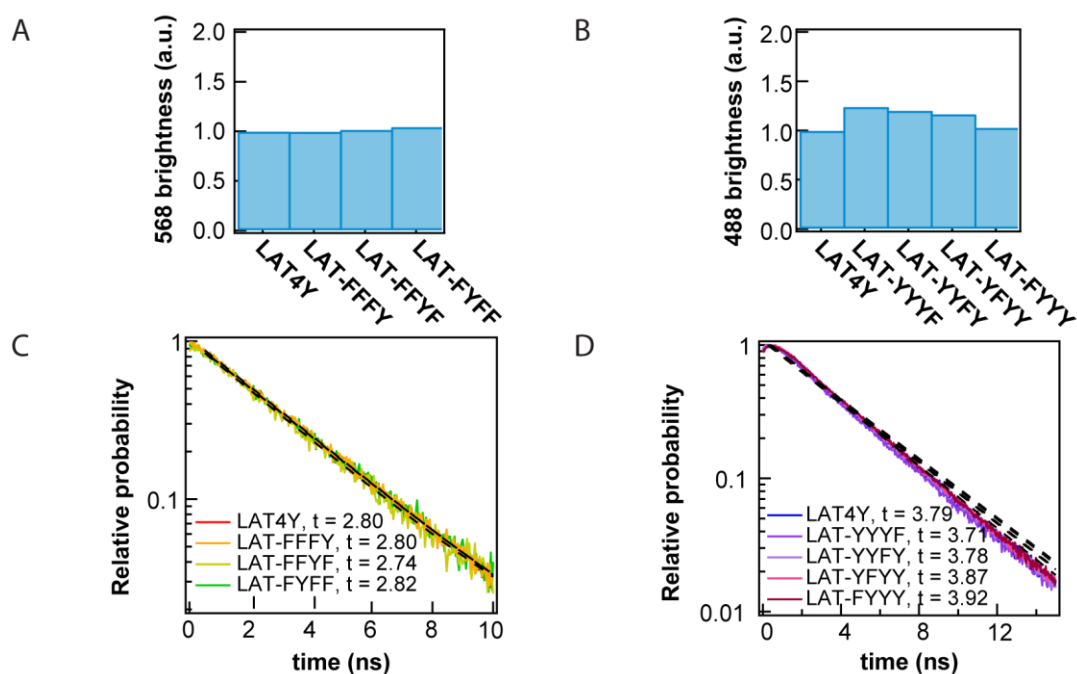 A
568 brightness (a.u.)
2.0
1.5
1.0
0.5
0.0
LAT4Y
LAT-FFFY
LAT-FFYF
LAT-FYFF
B
488 brightness (a.u.)
2.0
1.5
1.0
0.5
0.0
LAT4Y
LAT-YYYF
LAT-YYFY
LAT-YFYY
LAT-FYYY
C
Relative probability
1
0.1
LAT4Y, t = 2.80
LAT-FFFY, t = 2.80
LAT-FFYF, t = 2.74
LAT-FYFF, t = 2.82
0 2 4 6 8 10
time (ns)
D
Relative probability
1
0.1
0.01
LAT4Y, t = 3.79
LAT-YYYF, t = 3.71
LAT-YYFY, t = 3.78
LAT-YFYY, t = 3.87
LAT-FYYY, t = 3.92
0 4 8 12
time (ns)